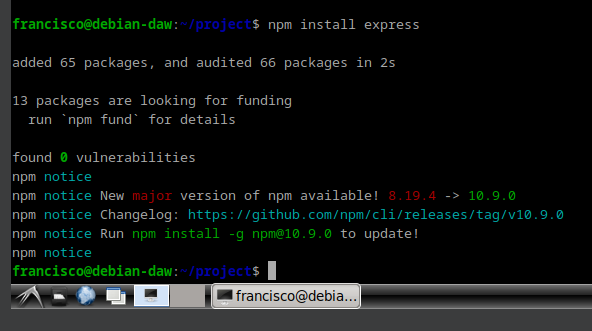 francisco@debian-daw:~/project$ npm install express
added 65 packages, and audited 66 packages in 2s
13 packages are looking for funding
  run `npm fund` for details
found 0 vulnerabilities
npm notice
npm notice New major version of npm available! 8.19.4 -> 10.9.0
npm notice Changelog: https://github.com/npm/cli/releases/tag/v10.9.0
npm notice Run npm install -g npm@10.9.0 to update!
npm notice
francisco@debian-daw:~/project$
francisco@debia...